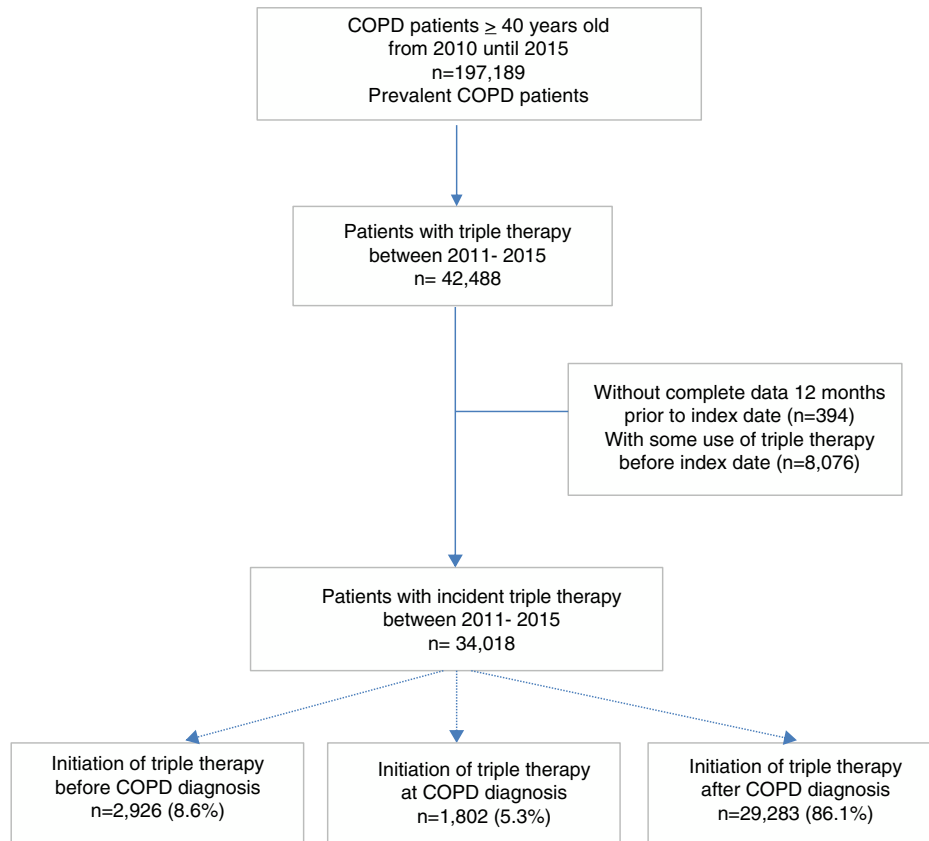 COPD patients ≥ 40 years old
from 2010 until 2015
n=197,189
Prevalent COPD patients
Patients with triple therapy
between 2011- 2015
n= 42,488
Without complete data 12 months
prior to index date (n=394)
With some use of triple therapy
before index date (n=8,076)
Patients with incident triple therapy
between 2011- 2015
n= 34,018
Initiation of triple therapy
before COPD diagnosis
n=2,926 (8.6%)
Initiation of triple therapy
at COPD diagnosis
n=1,802 (5.3%)
Initiation of triple therapy
after COPD diagnosis
n=29,283 (86.1%)